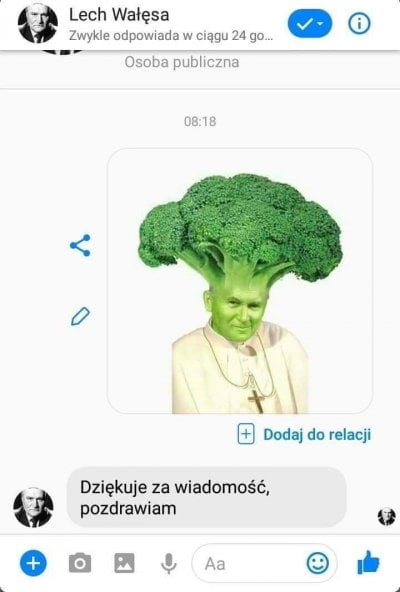 Lech Wałęsa
Zwykle odpowiada w ciągu 24 go...
Osoba publiczna
08:18
Dodaj do relacji
Dziękuje za wiadomość,
pozdrawiam
Aa